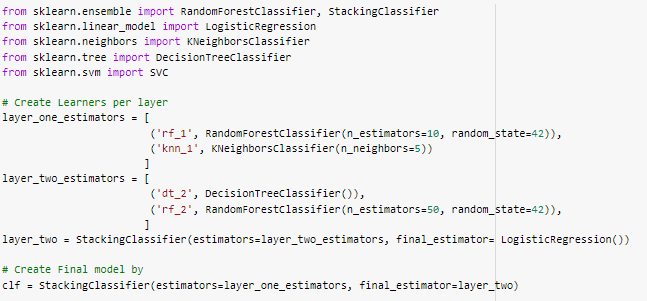 from sklearn.ensemble import RandomForestClassifier, StackingClassifier
from sklearn.linear_model import LogisticRegression
from sklearn.neighbors import KNeighborsClassifier
from sklearn.tree import DecisionTreeClassifier
from sklearn.svm import SVC

# Create Learners per layer
layer_one_estimators = [
                        ('rf_1', RandomForestClassifier(n_estimators=10, random_state=42)),
                        ('knn_1', KNeighborsClassifier(n_neighbors=5))
                       ]
layer_two_estimators = [
                        ('dt_2', DecisionTreeClassifier()),
                        ('rf_2', RandomForestClassifier(n_estimators=50, random_state=42)),
                       ]
layer_two = StackingClassifier(estimators=layer_two_estimators, final_estimator= LogisticRegression())

# Create Final model by
clf = StackingClassifier(estimators=layer_one_estimators, final_estimator=layer_two)